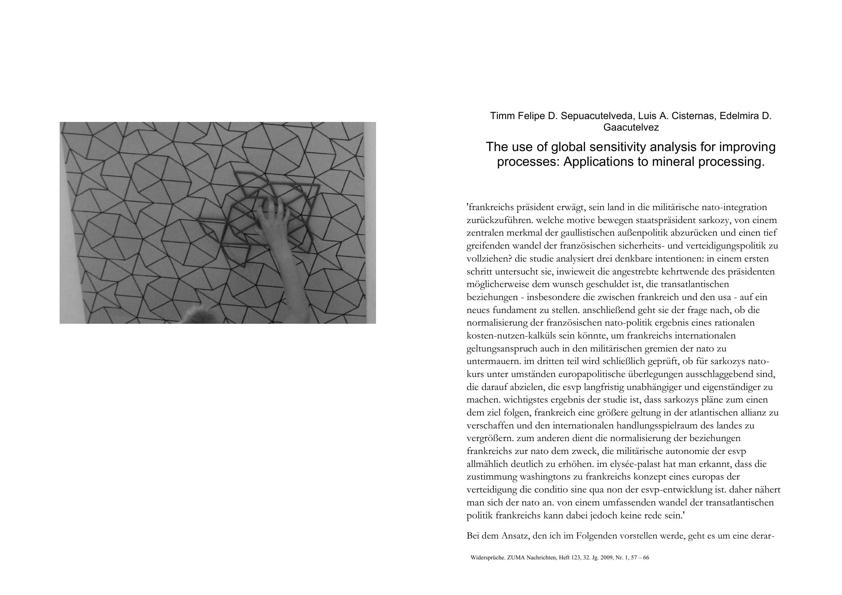 Timm Felipe D. Sepuacutelveda, Luis A. Cisternas, Edelmira D.
Gaacutelvez
The use of global sensitivity analysis for improving
processes: Applications to mineral processing.
'frankreichs präsident erwägt, sein land in die militärische nato-integration
zurückzuführen. welche motive bewegen staatspräsident sarkozy, von einem
zentralen merkmal der gaullistischen außenpolitik abzurücken und einen tief
greifenden wandel der französischen sicherheits- und verteidigungspolitik zu
vollziehen? die studie analysiert drei denkbare intentionen: in einem ersten
schritt untersucht sie, inwieweit die angestrebte kehrtwende des präsidenten
möglicherweise dem wunsch geschuldet ist, die transatlantischen
beziehungen - insbesondere die zwischen frankreich und den usa - auf ein
neues fundament zu stellen. anschließend geht sie der frage nach, ob die
normalisierung der französischen nato-politik ergebnis eines rationalen
kosten-nutzen-kalküls sein könnte, um frankreichs internationalen
geltungsanspruch auch in den militärischen gremien der nato zu
untermauern. im dritten teil wird schließlich geprüft, ob für sarkozys nato-
kurs unter umständen europapolitische überlegungen ausschlaggebend sind,
die darauf abzielen, die esvp langfristig unabhängiger und eigenständiger zu
machen. wichtigstes ergebnis der studie ist, dass sarkozys pläne zum einen
dem ziel folgen, frankreich eine größere geltung in der atlantischen allianz zu
verschaffen und den internationalen handlungsspielraum des landes zu
vergrößern. zum anderen dient die normalisierung der beziehungen
frankreichs zur nato dem zweck, die militärische autonomie der esvp
allmählich deutlich zu erhöhen. im elysée-palast hat man erkannt, dass die
zustimmung washingtons zu frankreichs konzept eines europas der
verteidigung die conditio sine qua non der esvp-entwicklung ist. daher nähert
man sich der nato an. von einem umfassenden wandel der transatlantischen
politik frankreichs kann dabei jedoch keine rede sein.'
Bei dem Ansatz, den ich im Folgenden vorstellen werde, geht es um eine derar-
Widersprüche. ZUMA Nachrichten, Heft 123, 32. Jg. 2009, Nr. 1, 57 – 66